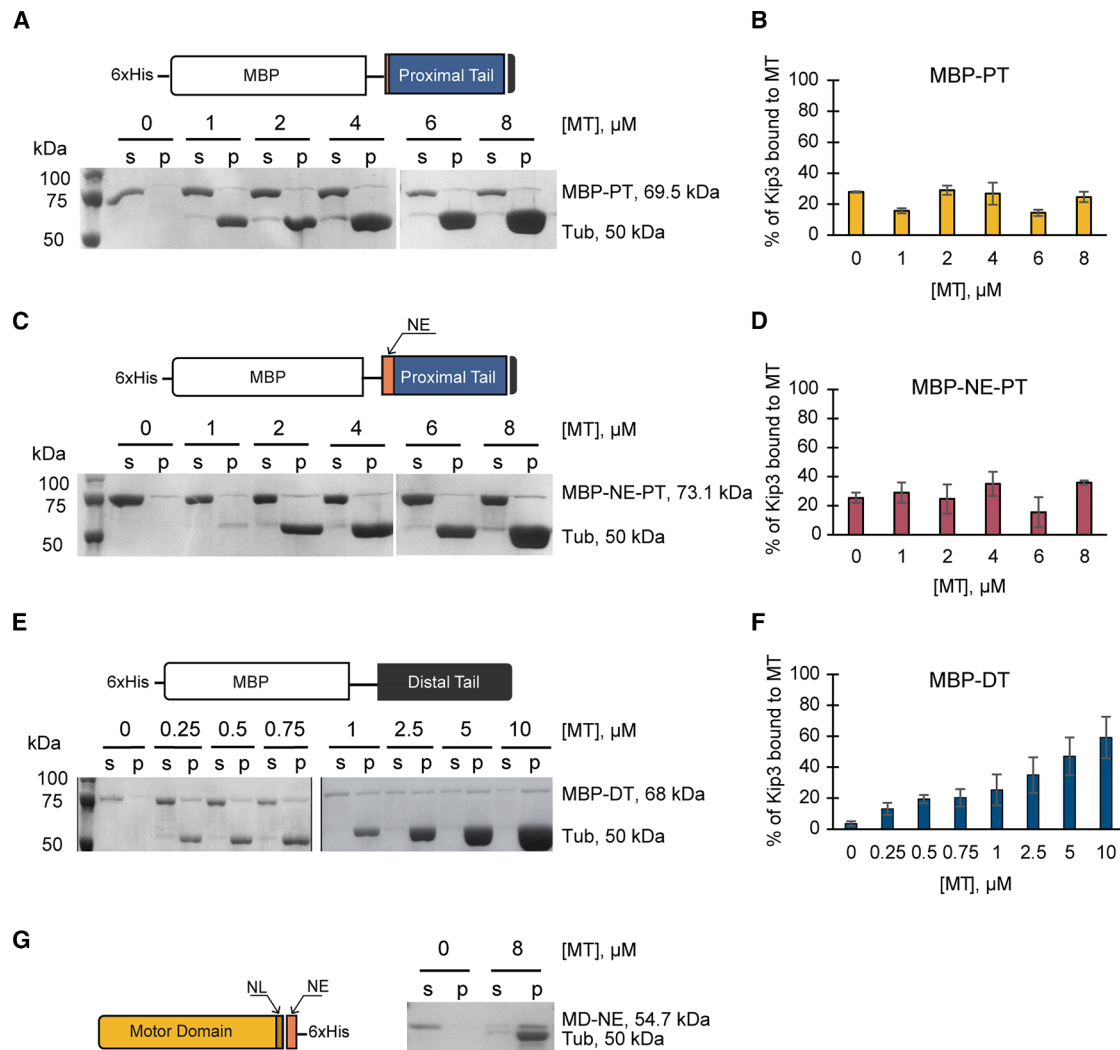 A
6xHis MBP Proximal Tail
0 1 2 4 6 8 [MT], µM
kDa
s p s p s p s p s p s p
100
75
50
MBP-PT, 69.5 kDa
Tub, 50 kDa
B
MBP-PT
% of Kip3 bound to MT
100
80
60
40
20
0
0 1 2 4 6 8
[MT], µM
C
NE
6xHis MBP Proximal Tail
0 1 2 4 6 8 [MT], µM
kDa
s p s p s p s p s p s p
100
75
50
MBP-NE-PT, 73.1 kDa
Tub, 50 kDa
D
MBP-NE-PT
% of Kip3 bound to MT
100
80
60
40
20
0
0 1 2 4 6 8
[MT], µM
E
6xHis MBP Distal Tail
0 0.25 0.5 0.75 1 2.5 5 10 [MT], µM
kDa
s p s p s p s p s p s p s p s p
100
75
50
MBP-DT, 68 kDa
Tub, 50 kDa
F
MBP-DT
% of Kip3 bound to MT
100
80
60
40
20
0
0 0.25 0.5 0.75 1 2.5 5 10
[MT], µM
G
NL NE
Motor Domain 6xHis
0 8 [MT], µM
s p s p
MD-NE, 54.7 kDa
Tub, 50 kDa